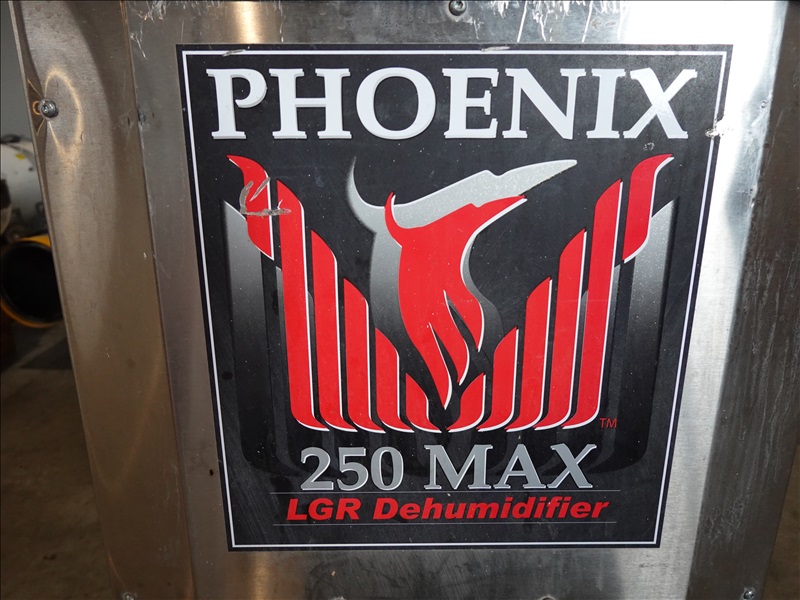 PHOENIX
TM
250 MAX
LGR Dehumidifier